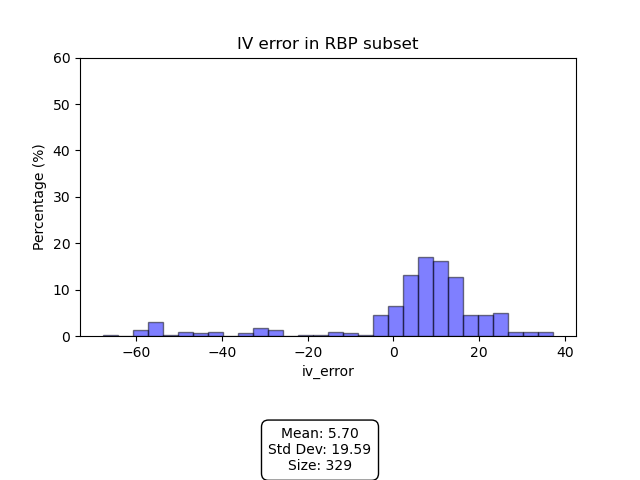 IV error in RBP subset
Percentage (%)
60
50
40
30
20
10
0
−60 −40 −20 0 20 40
iv_error
Mean: 5.70
Std Dev: 19.59
Size: 329